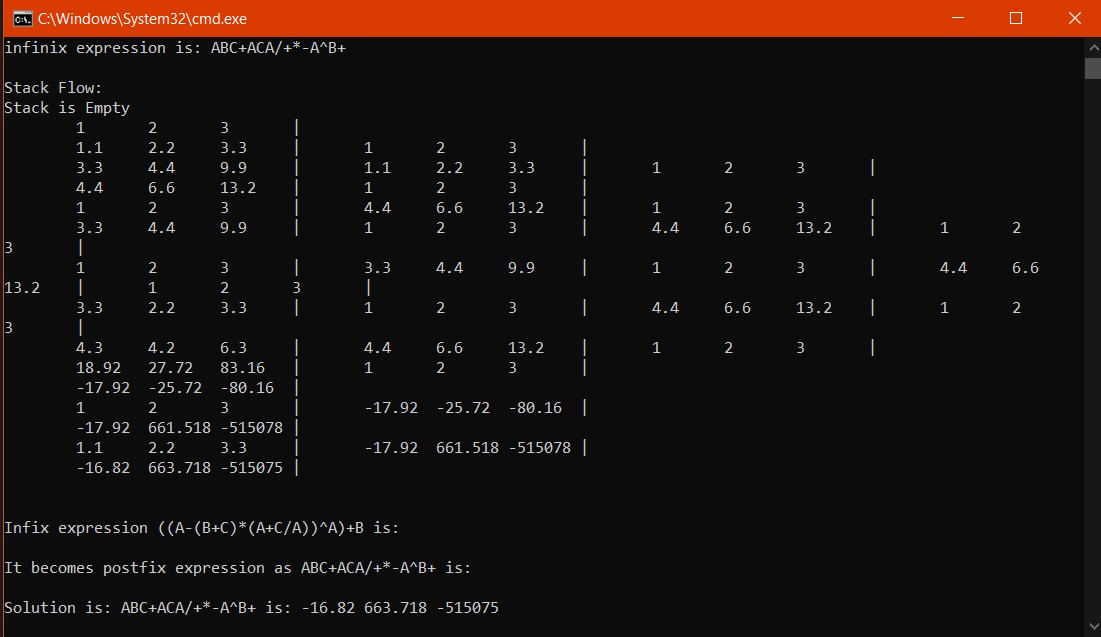 C:\Windows\System32\cmd.exe
infinix expression is: ABC+ACA/+*-A^B+
Stack Flow:
Stack is Empty
1 2 3 |
1.1 2.2 3.3 | 1 2 3 |
3.3 4.4 9.9 | 1.1 2.2 3.3 | 1 2 3 |
4.4 6.6 13.2 | 1 2 3 |
1 2 3 | 4.4 6.6 13.2 | 1 2 3 |
3.3 4.4 9.9 | 1 2 3 | 4.4 6.6 13.2 | 1 2
3 |
1 2 3 | 3.3 4.4 9.9 | 1 2 3 | 4.4 6.6
13.2 | 1 2 3 |
3.3 2.2 3.3 | 1 2 3 | 4.4 6.6 13.2 | 1 2
3 |
4.3 4.2 6.3 | 4.4 6.6 13.2 | 1 2 3 |
18.92 27.72 83.16 | 1 2 3 |
-17.92 -25.72 -80.16 |
1 2 3 | -17.92 -25.72 -80.16 |
-17.92 661.518 -515078 |
1.1 2.2 3.3 | -17.92 661.518 -515078 |
-16.82 663.718 -515075 |
Infix expression ((A-(B+C)*(A+C/A))^A)+B is:
It becomes postfix expression as ABC+ACA/+*-A^B+ is:
Solution is: ABC+ACA/+*-A^B+ is: -16.82 663.718 -515075